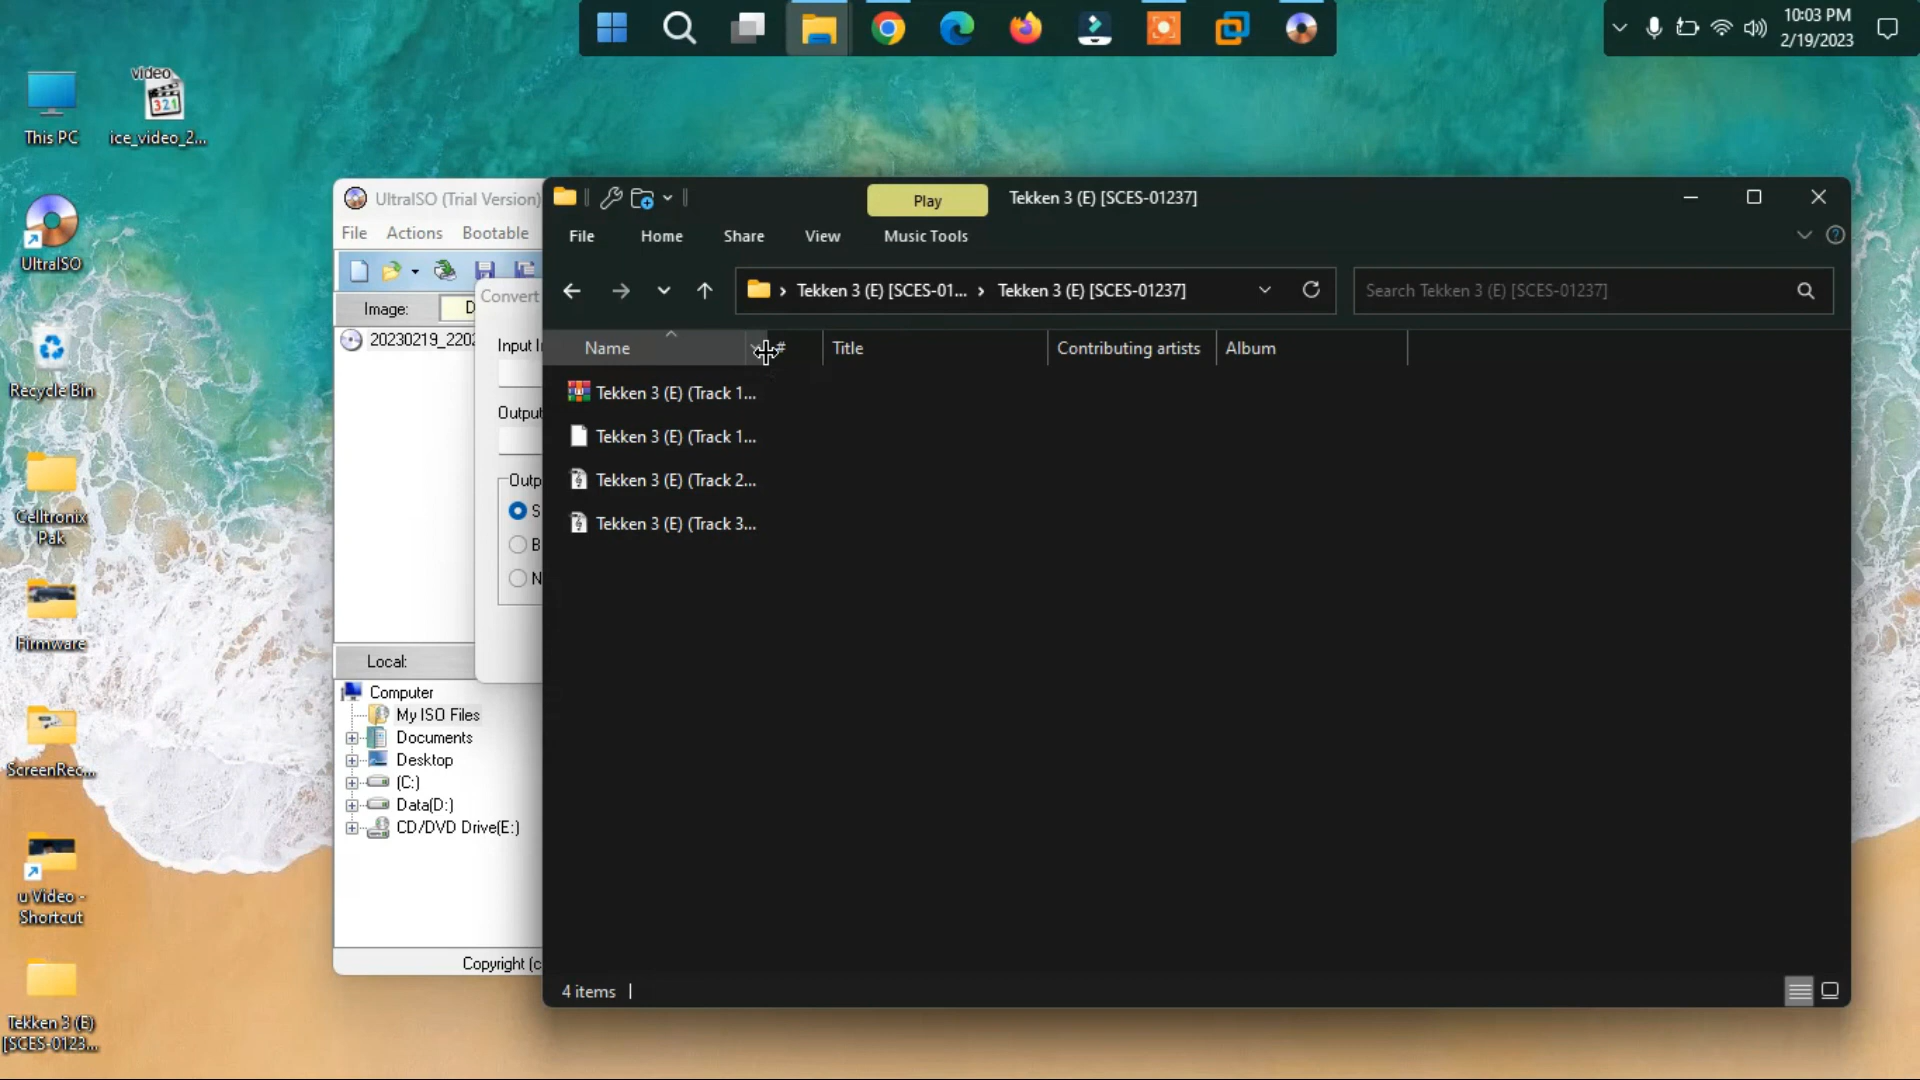 10:03 PM
2/19/2023
This PC
video
321
ice_video_2...
UltraISO
Recycle Bin
Celltronix
Pak
Firmware
ScreenRec...
u Video -
Shortcut
Tekken 3 (E)
[SCES-0123...
UltraISO (Trial Version)
File Actions Bootable
Image:
D
20230219_220
Convert
Input I
Output
Outp
S
B
N
Local:
Computer
My ISO Files
Documents
Desktop
(C:)
Data(D:)
CD/DVD Drive(E:)
Copyright (c
Play
Tekken 3 (E) [SCES-01237]
File Home Share View Music Tools
Tekken 3 (E) [SCES-01... Tekken 3 (E) [SCES-01237]
Search Tekken 3 (E) [SCES-01237]
Name # Title Contributing artists Album
Tekken 3 (E) (Track 1...
Tekken 3 (E) (Track 1...
Tekken 3 (E) (Track 2...
Tekken 3 (E) (Track 3...
4 items